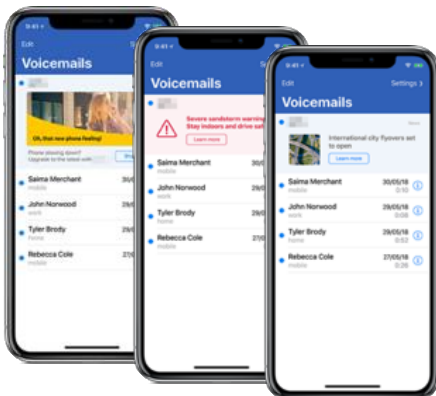 9:41
Edit
Voicemails
Oh, that new phone feeling!
Phone slowing down?
Upgrade to the latest with
Saima Merchant
mobile
John Norwood
work
Tyler Brody
home
Rebecca Cole
mobile
9:41
Edit
Voicemails
Severe sandstorm warning
Stay indoors and drive saf
Learn more
Saima Merchant
mobile
John Norwood
work
Tyler Brody
home
Rebecca Cole
mobile
9:41
Edit Settings
Voicemails
International city flyovers set
to open
Learn more
Saima Merchant 30/05/18
mobile 0:10
John Norwood 29/05/18
work 0:08
Tyler Brody 29/05/18
home 0:52
Rebecca Cole 27/05/18
mobile 0:26